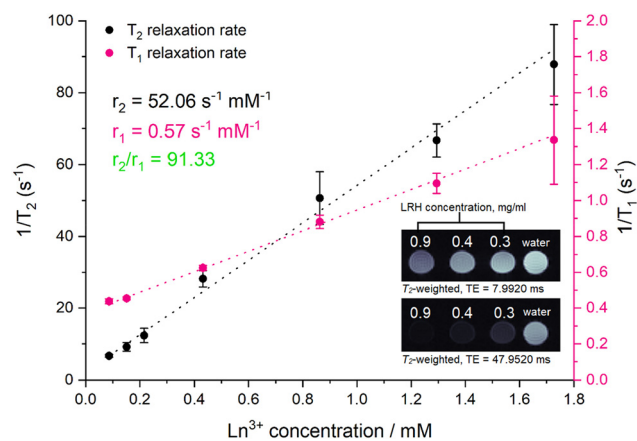 T₂ relaxation rate
T₁ relaxation rate
r₂ = 52.06 s⁻¹ mM⁻¹
r₁ = 0.57 s⁻¹ mM⁻¹
r₂/r₁ = 91.33
1/T₂ (s⁻¹)
100
80
60
40
20
0
1/T₁ (s⁻¹)
2.0
1.8
1.6
1.4
1.2
1.0
0.8
0.6
0.4
0.2
0.0
LRH concentration, mg/ml
0.9 0.4 0.3 water
T₂-weighted, TE = 7.9920 ms
0.9 0.4 0.3 water
T₂-weighted, TE = 47.9520 ms
0.0 0.2 0.4 0.6 0.8 1.0 1.2 1.4 1.6 1.8
Ln³⁺ concentration / mM